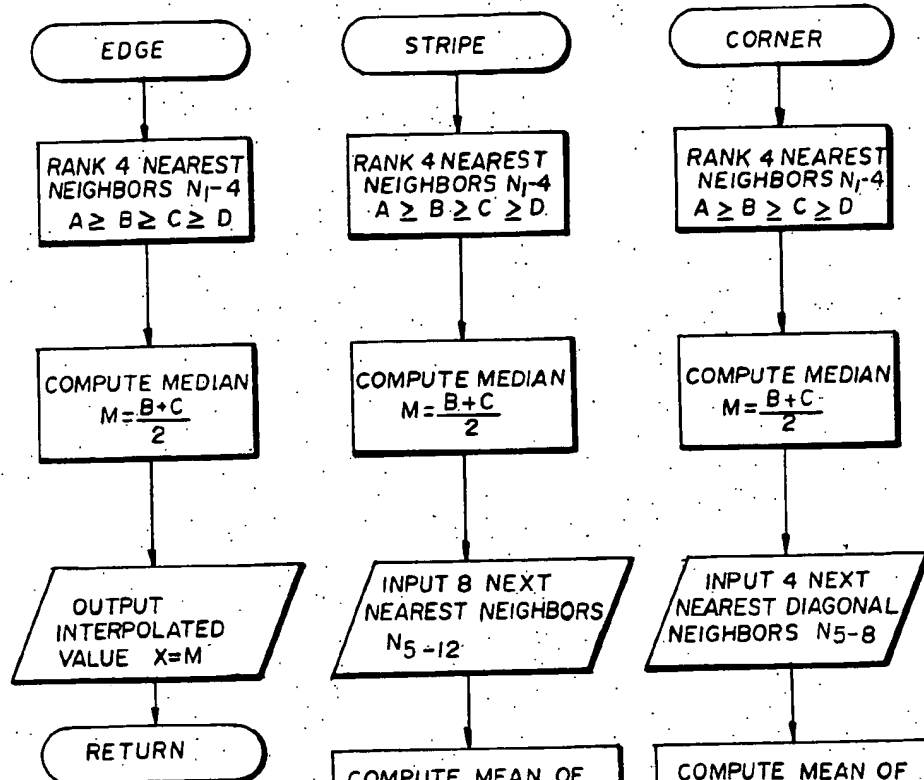 EDGE
RANK 4 NEAREST
NEIGHBORS N1-4
A ≥ B ≥ C ≥ D
COMPUTE MEDIAN
M = B+C
2
OUTPUT
INTERPOLATED
VALUE X=M
RETURN
STRIPE
RANK 4 NEAREST
NEIGHBORS N1-4
A ≥ B ≥ C ≥ D
COMPUTE MEDIAN
M = B+C
2
INPUT 8 NEXT
NEAREST NEIGHBORS
N5-12
COMPUTE MEAN OF
CORNER
RANK 4 NEAREST
NEIGHBORS N1-4
A ≥ B ≥ C ≥ D
COMPUTE MEDIAN
M = B+C
2
INPUT 4 NEXT
NEAREST DIAGONAL
NEIGHBORS N5-8
COMPUTE MEAN OF